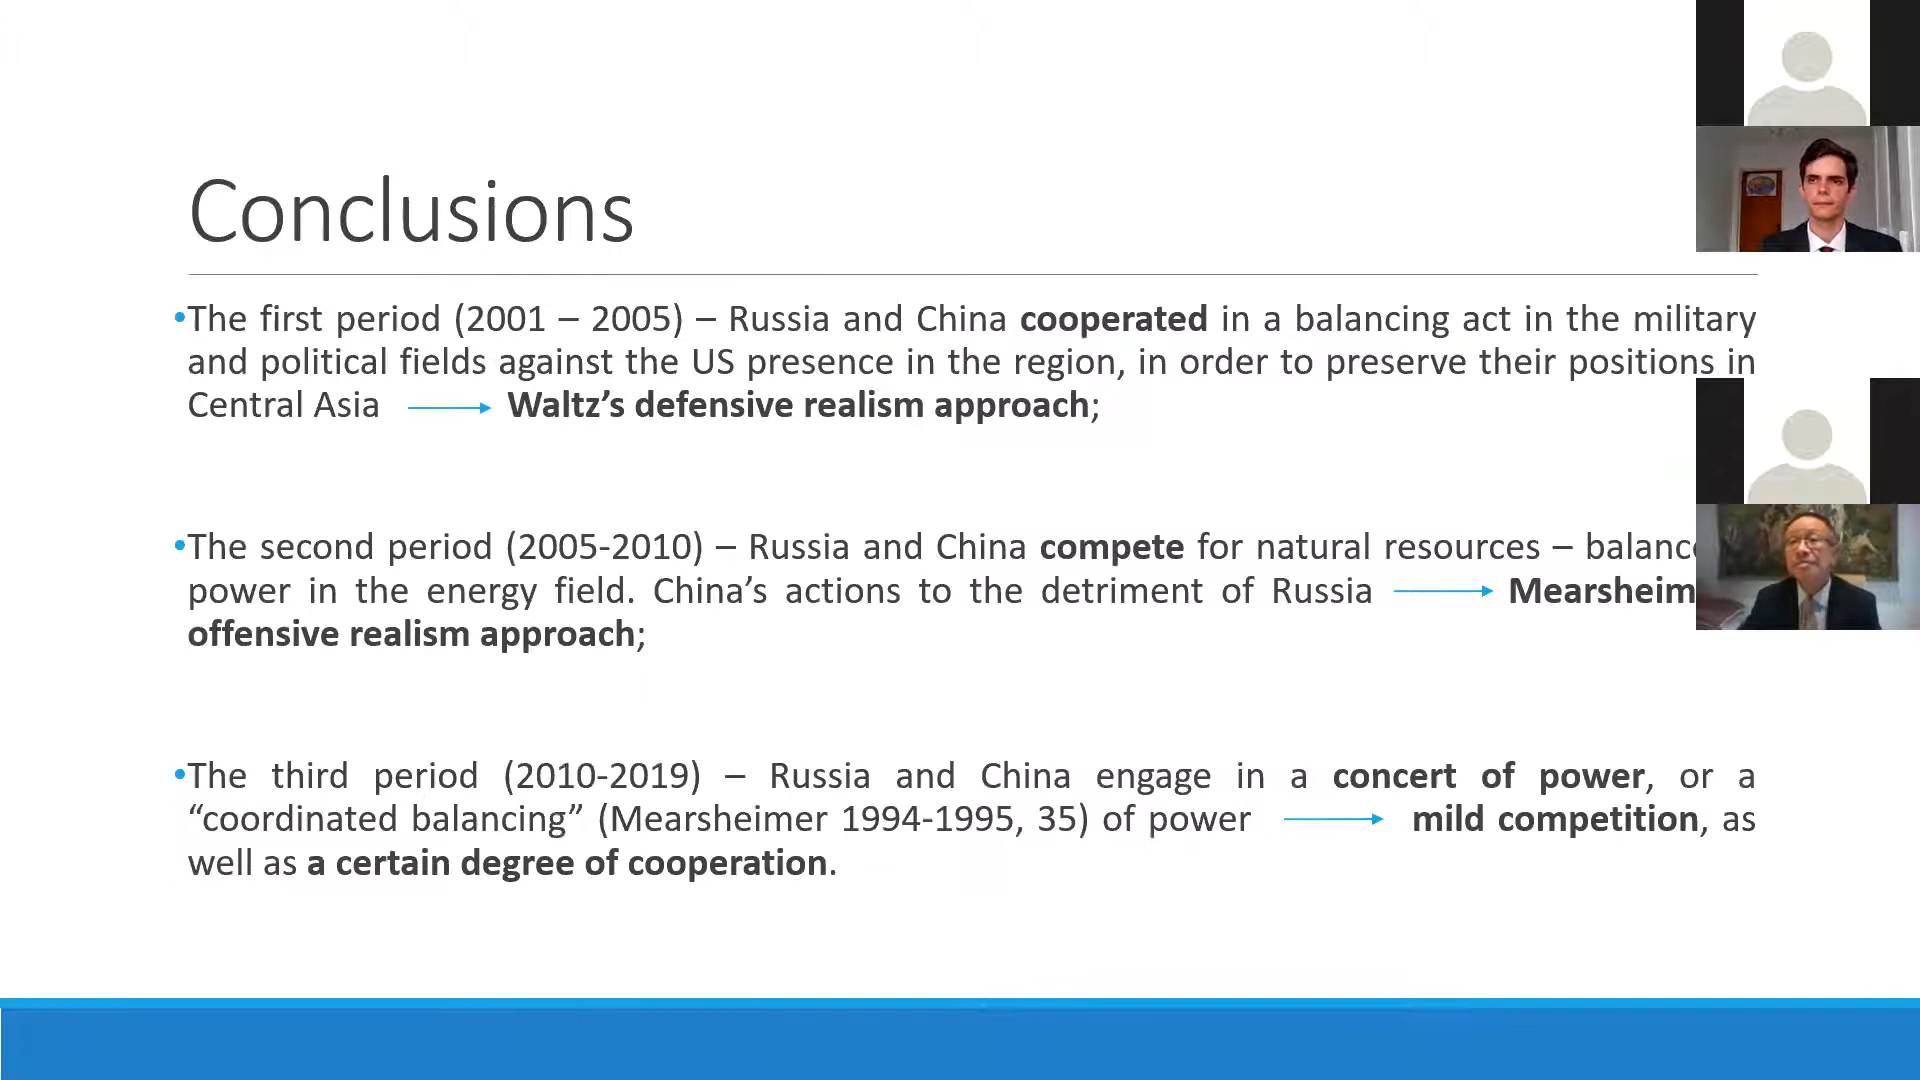 Conclusions
•The first period (2001 – 2005) – Russia and China cooperated in a balancing act in the military
and political fields against the US presence in the region, in order to preserve their positions in
Central Asia → Waltz’s defensive realism approach;
•The second period (2005-2010) – Russia and China compete for natural resources –
power in the energy field. China’s actions to the detriment of Russia →
offensive realism approach;
•The third period (2010-2019) – Russia and China engage in a concert of power, or a
“coordinated balancing” (Mearsheimer 1994-1995, 35) of power → mild competition, as
well as a certain degree of cooperation.